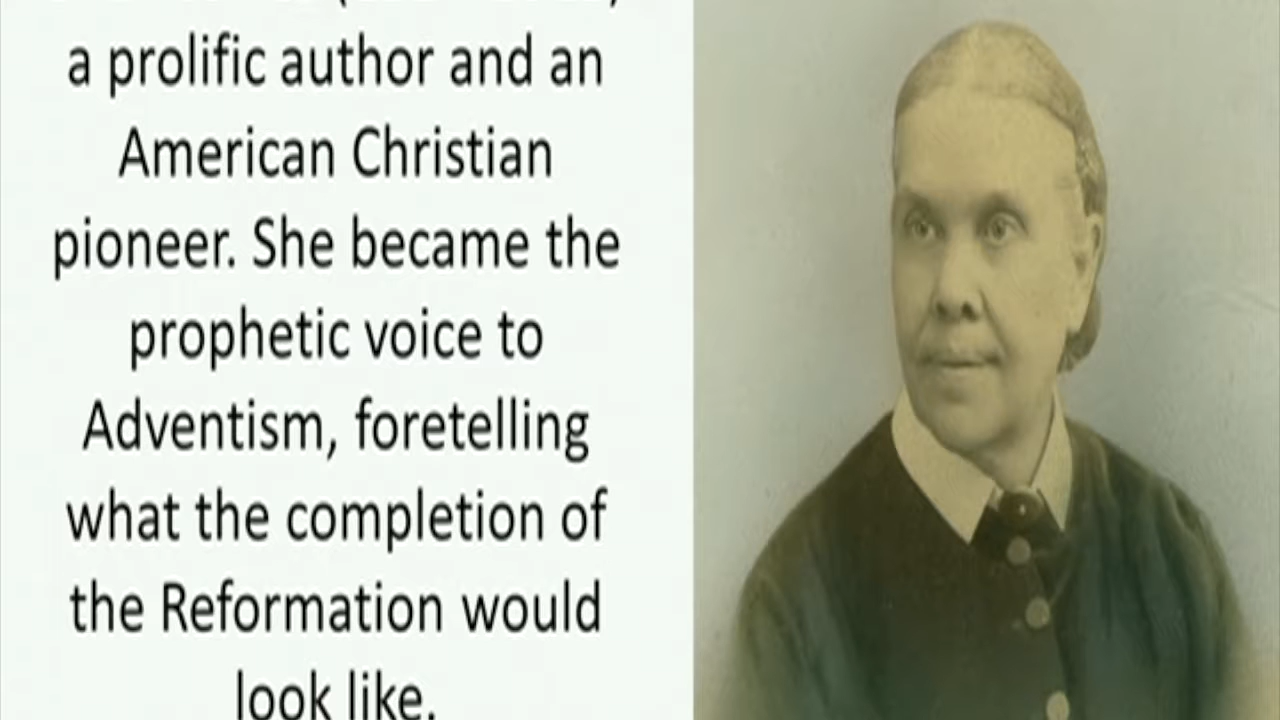 a prolific author and an
American Christian
pioneer. She became the
prophetic voice to
Adventism, foretelling
what the completion of
the Reformation would
look like.